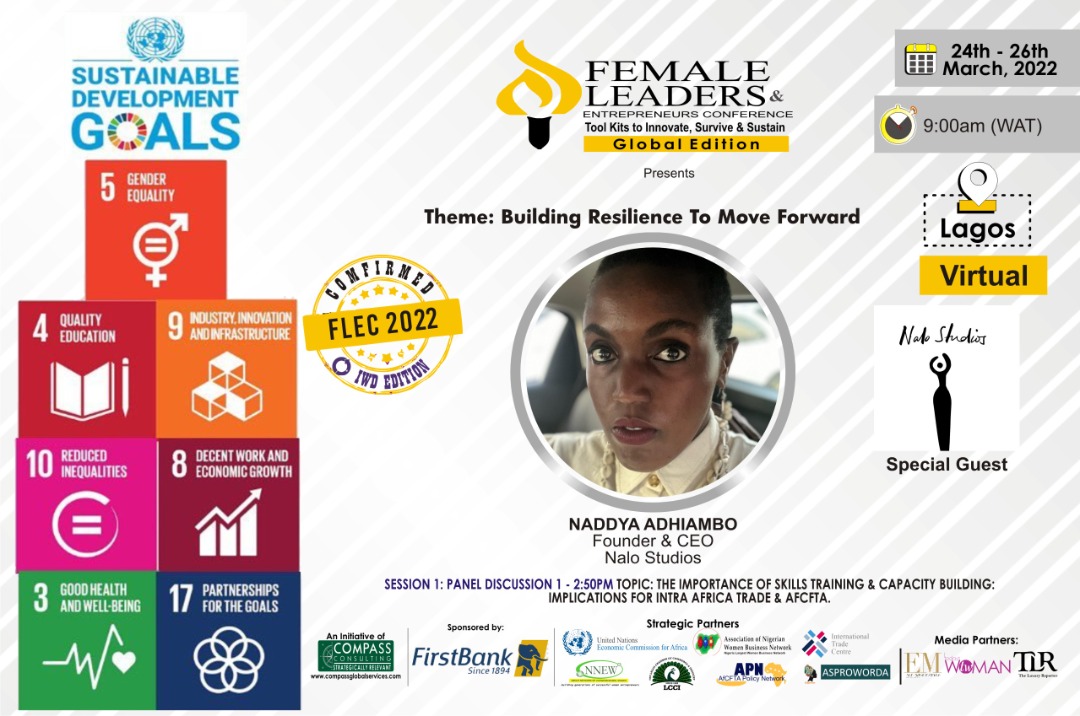 SUSTAINABLE
DEVELOPMENT
GOALS
5 GENDER
EQUALITY
4 QUALITY
EDUCATION
9 INDUSTRY, INNOVATION
AND INFRASTRUCTURE
10 REDUCED
INEQUALITIES
8 DECENT WORK AND
ECONOMIC GROWTH
3 GOOD HEALTH
AND WELL-BEING
17 PARTNERSHIPS
FOR THE GOALS
FEMALE
LEADERS &
ENTREPRENEURS CONFERENCE
Tool Kits to Innovate, Survive & Sustain
Global Edition
Presents
Theme: Building Resilience To Move Forward
CONFIRMED
FLEC 2022
IWD EDITION
24th - 26th
March, 2022
9:00am (WAT)
Lagos
Virtual
Nalo Studios
Special Guest
NADDYA ADHIAMBO
Founder & CEO
Nalo Studios
SESSION 1: PANEL DISCUSSION 1 - 2:50PM TOPIC: THE IMPORTANCE OF SKILLS TRAINING & CAPACITY BUILDING:
IMPLICATIONS FOR INTRA AFRICA TRADE & AFCFTA.
An Initiative of
COMPASS
CONSULTING
STRATEGICALLY RELEVANT
www.compassglobalservices.com
Sponsored by:
FirstBank
Since 1894
Strategic Partners
United Nations
Economic Commission for Africa
Association of Nigerian
Women Business Network
International
Trade
Centre
NNEW
LCCI
APN
AfCFTA Policy Network
ASPROWORDA
Media Partners:
EM
WOMAN
TLR
The Luxury Reporter